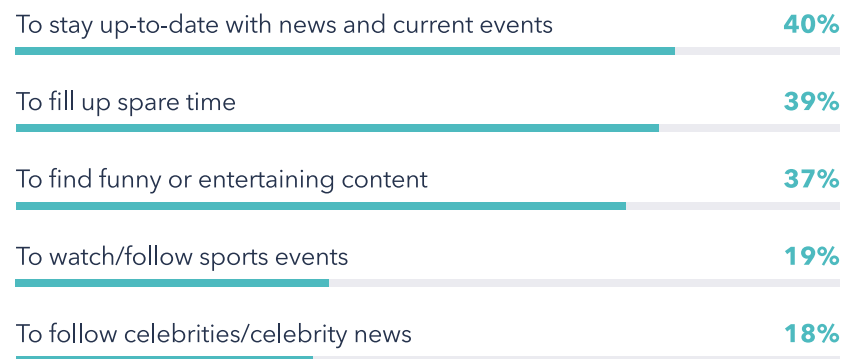 To stay up-to-date with news and current events 40%
To fill up spare time 39%
To find funny or entertaining content 37%
To watch/follow sports events 19%
To follow celebrities/celebrity news 18%